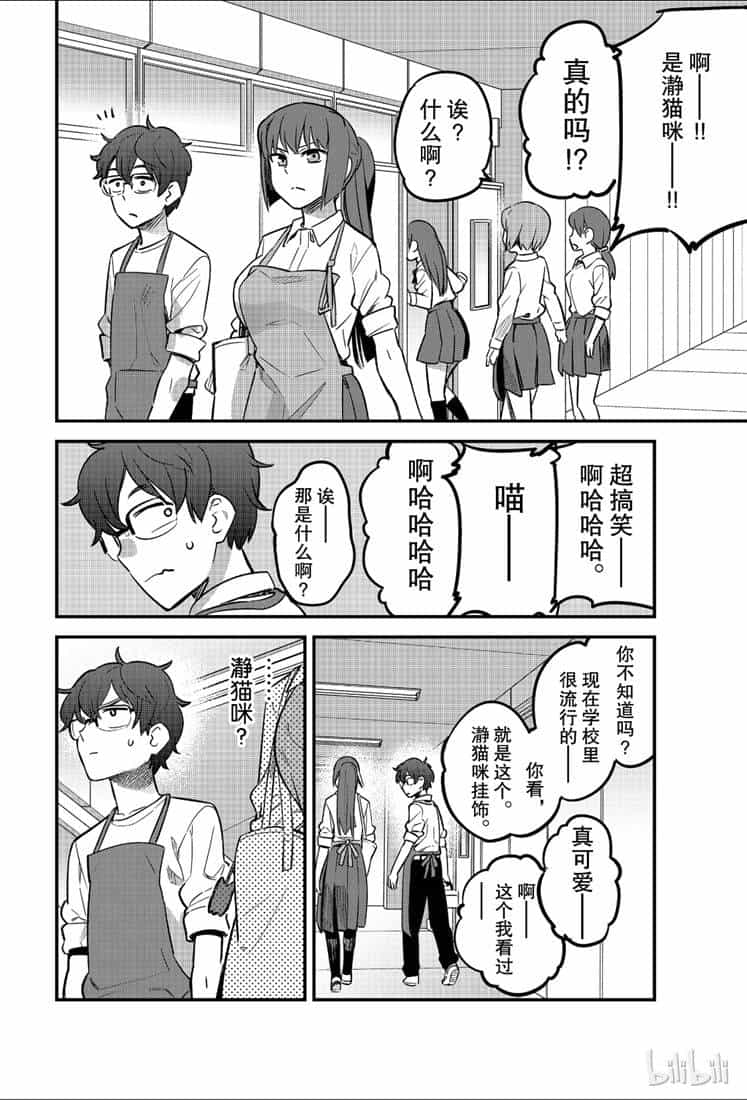 啊——!!
是瀞猫咪——!!
真的吗!?
诶？
什么啊？
超搞笑——
啊哈哈哈。
喵——
啊哈哈哈哈
诶——
那是什么啊？
你不知道吗？
现在学校里
很流行的——
你看，
就是这个。
瀞猫咪挂饰。
真可爱——
啊——
这个我看过
……
瀞猫咪？
bilibili